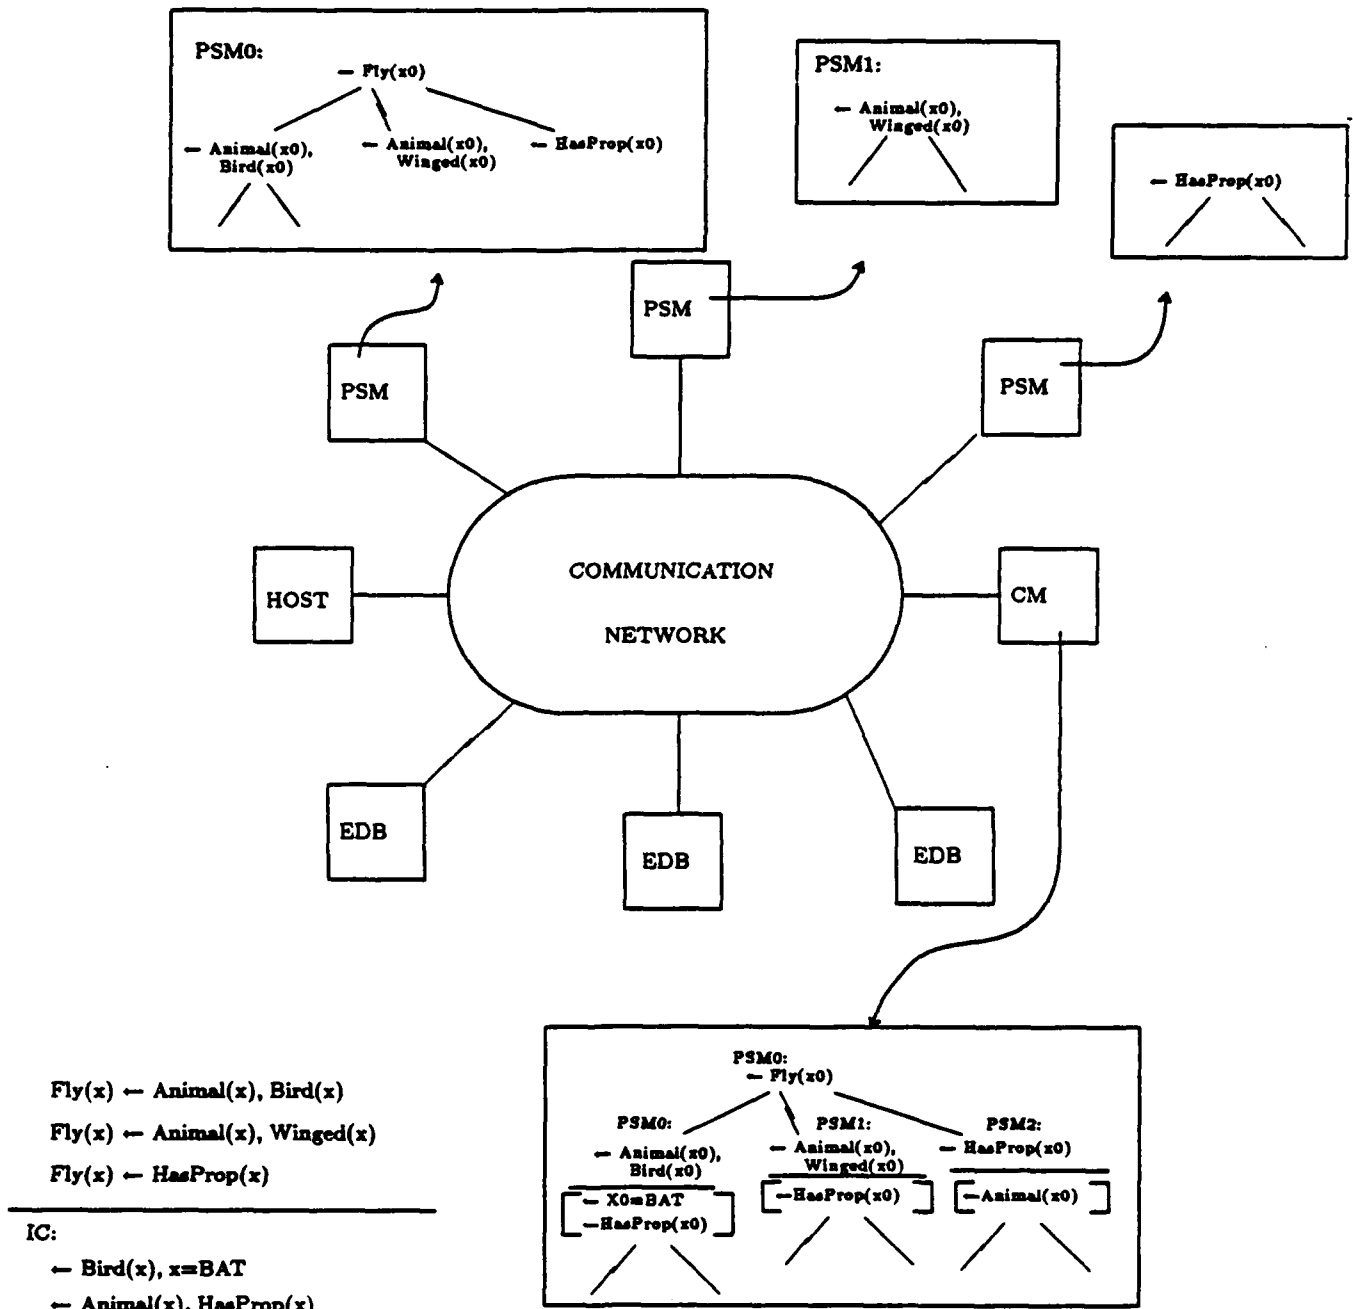 PSM0:
← Fly(x0)
← Animal(x0),
Bird(x0)
← Animal(x0),
Winged(x0)
← HasProp(x0)
PSM1:
← Animal(x0),
Winged(x0)
← HasProp(x0)
PSM
PSM
PSM
HOST
COMMUNICATION
NETWORK
CM
EDB
EDB
EDB
Fly(x) ← Animal(x), Bird(x)
Fly(x) ← Animal(x), Winged(x)
Fly(x) ← HasProp(x)
IC:
← Bird(x), x=BAT
← Animal(x), HasProp(x)
PSM0:
← Fly(x0)
PSM0:
← Animal(x0),
Bird(x0)
← X0=BAT
←HasProp(x0)
PSM1:
← Animal(x0),
Winged(x0)
←HasProp(x0)
PSM2:
← HasProp(x0)
←Animal(x0)